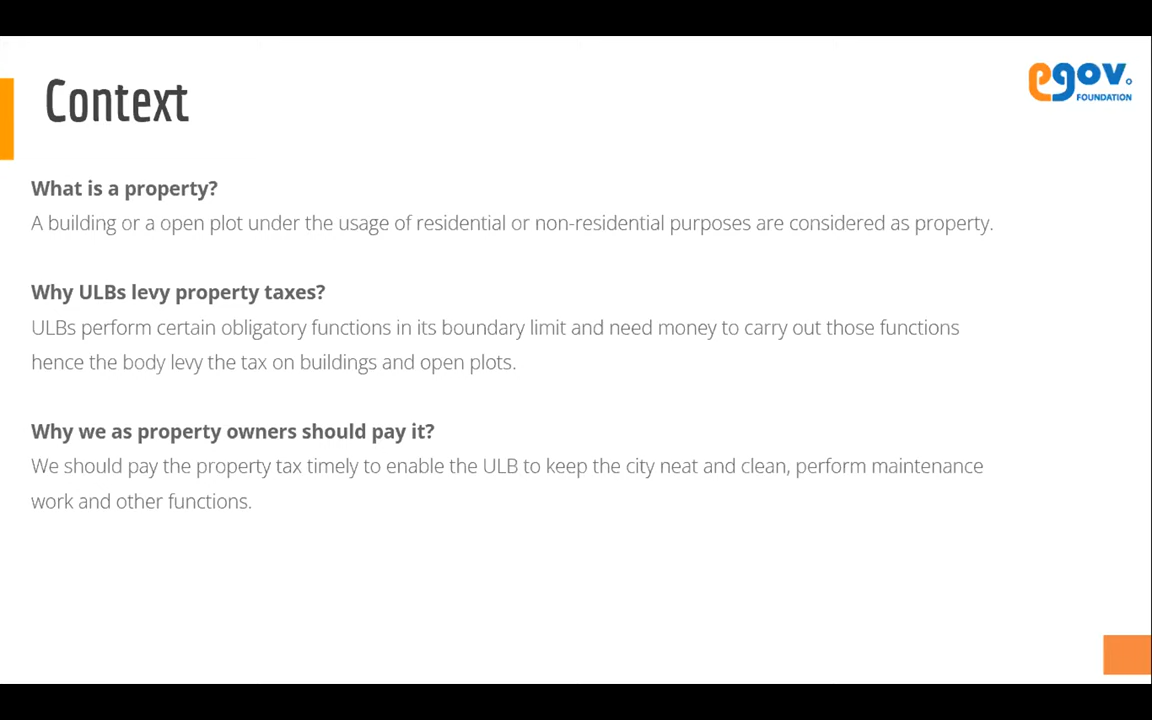 Context
egov.
FOUNDATION
What is a property?
A building or a open plot under the usage of residential or non-residential purposes are considered as property.
Why ULBs levy property taxes?
ULBs perform certain obligatory functions in its boundary limit and need money to carry out those functions
hence the body levy the tax on buildings and open plots.
Why we as property owners should pay it?
We should pay the property tax timely to enable the ULB to keep the city neat and clean, perform maintenance
work and other functions.